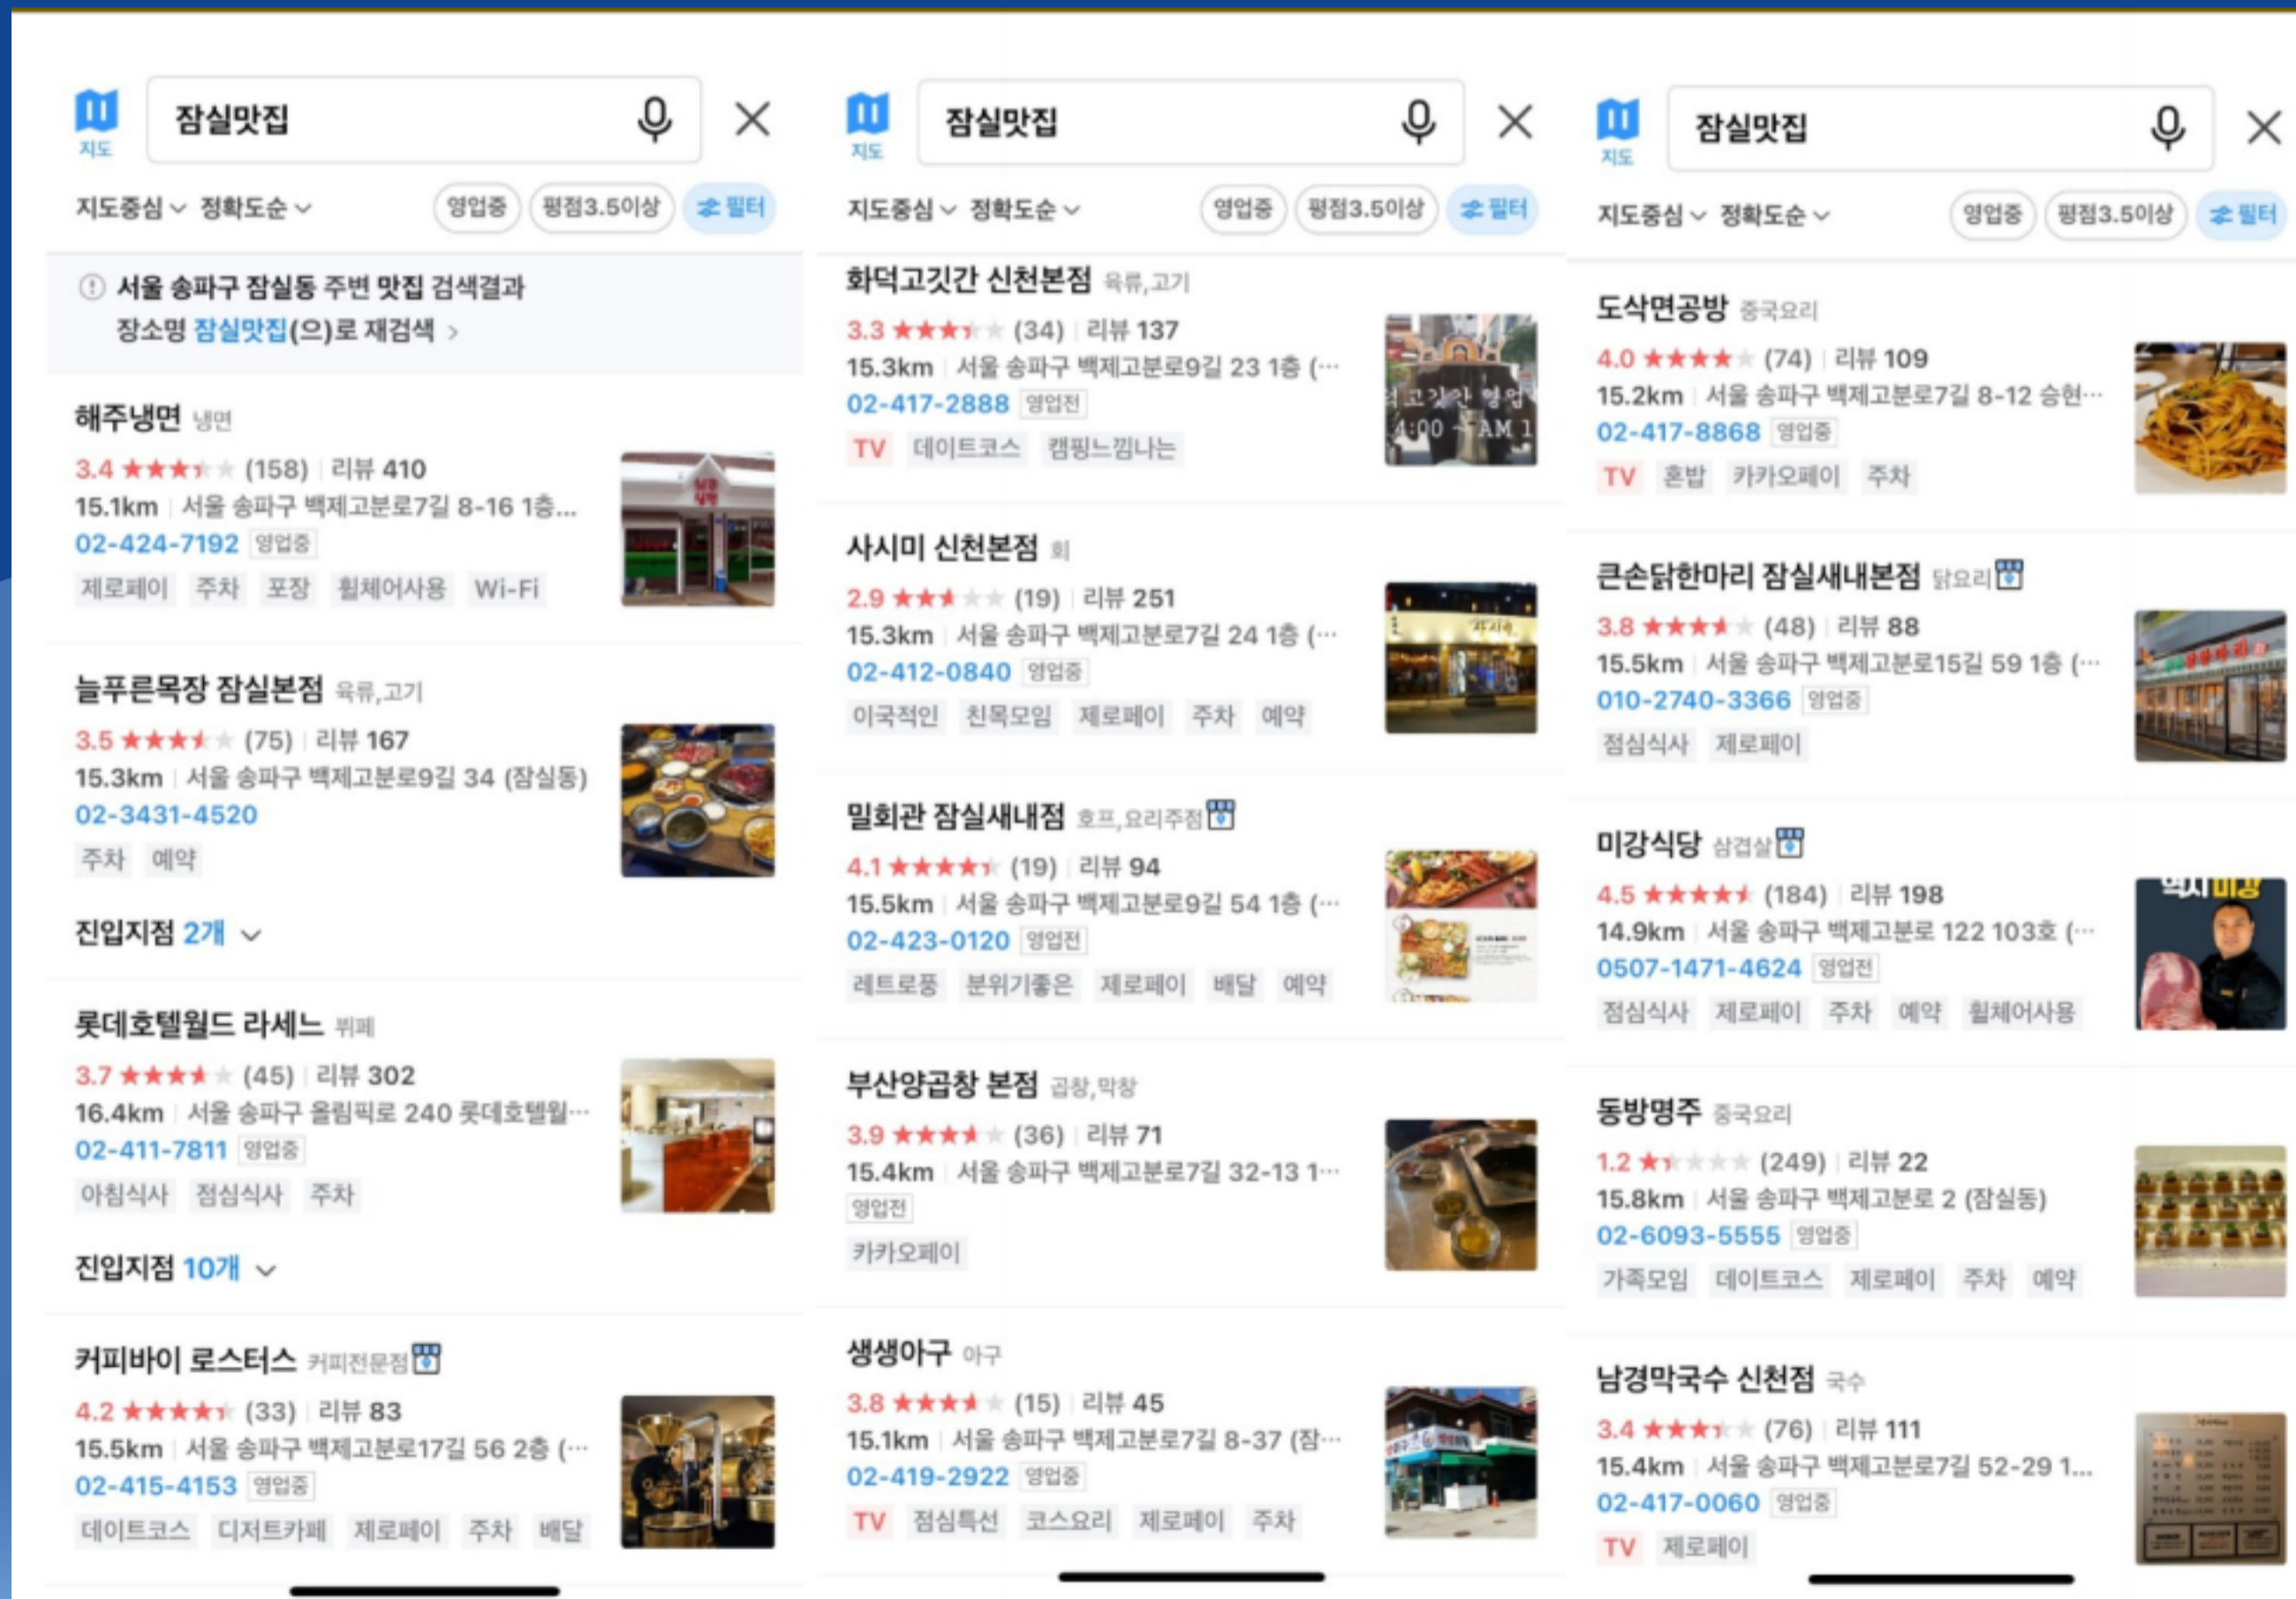 잠실맛집
지도
지도중심 정확도순 영업중 평점3.5이상 필터
서울 송파구 잠실동 주변 맛집 검색결과
장소명 잠실맛집(으)로 재검색 >
해주냉면 냉면
3.4 (158) 리뷰 410
15.1km 서울 송파구 백제고분로7길 8-16 1층...
02-424-7192 영업중
제로페이 주차 포장 휠체어사용 Wi-Fi
늘푸른목장 잠실본점 육류,고기
3.5 (75) 리뷰 167
15.3km 서울 송파구 백제고분로9길 34 (잠실동)
02-3431-4520
주차 예약
진입지점 2개
롯데호텔월드 라세느 뷔페
3.7 (45) 리뷰 302
16.4km 서울 송파구 올림픽로 240 롯데호텔월…
02-411-7811 영업중
아침식사 점심식사 주차
진입지점 10개
커피바이 로스터스 커피전문점
4.2 (33) 리뷰 83
15.5km 서울 송파구 백제고분로17길 56 2층 (…
02-415-4153 영업중
데이트코스 디저트카페 제로페이 주차 배달
잠실맛집
지도
지도중심 정확도순 영업중 평점3.5이상 필터
화덕고깃간 신천본점 육류,고기
3.3 (34) 리뷰 137
15.3km 서울 송파구 백제고분로9길 23 1층 (…
02-417-2888 영업전
TV 데이트코스 캠핑느낌나는
사시미 신천본점 회
2.9 (19) 리뷰 251
15.3km 서울 송파구 백제고분로7길 24 1층 (…
02-412-0840 영업중
이국적인 친목모임 제로페이 주차 예약
밀회관 잠실새내점 호프,요리주점
4.1 (19) 리뷰 94
15.5km 서울 송파구 백제고분로9길 54 1층 (…
02-423-0120 영업전
레트로풍 분위기좋은 제로페이 배달 예약
부산양곱창 본점 곱창,막창
3.9 (36) 리뷰 71
15.4km 서울 송파구 백제고분로7길 32-13 1…
영업전
카카오페이
생생아구 아구
3.8 (15) 리뷰 45
15.1km 서울 송파구 백제고분로7길 8-37 (잠…
02-419-2922 영업중
TV 점심특선 코스요리 제로페이 주차
잠실맛집
지도
지도중심 정확도순 영업중 평점3.5이상 필터
도삭면공방 중국요리
4.0 (74) 리뷰 109
15.2km 서울 송파구 백제고분로7길 8-12 승현…
02-417-8868 영업중
TV 혼밥 카카오페이 주차
큰손닭한마리 잠실새내본점 닭요리
3.8 (48) 리뷰 88
15.5km 서울 송파구 백제고분로15길 59 1층 (…
010-2740-3366 영업중
점심식사 제로페이
미강식당 삼겹살
4.5 (184) 리뷰 198
14.9km 서울 송파구 백제고분로 122 103호 (…
0507-1471-4624 영업전
점심식사 제로페이 주차 예약 휠체어사용
동방명주 중국요리
1.2 (249) 리뷰 22
15.8km 서울 송파구 백제고분로 2 (잠실동)
02-6093-5555 영업중
가족모임 데이트코스 제로페이 주차 예약
남경막국수 신천점 국수
3.4 (76) 리뷰 111
15.4km 서울 송파구 백제고분로7길 52-29 1...
02-417-0060 영업중
TV 제로페이